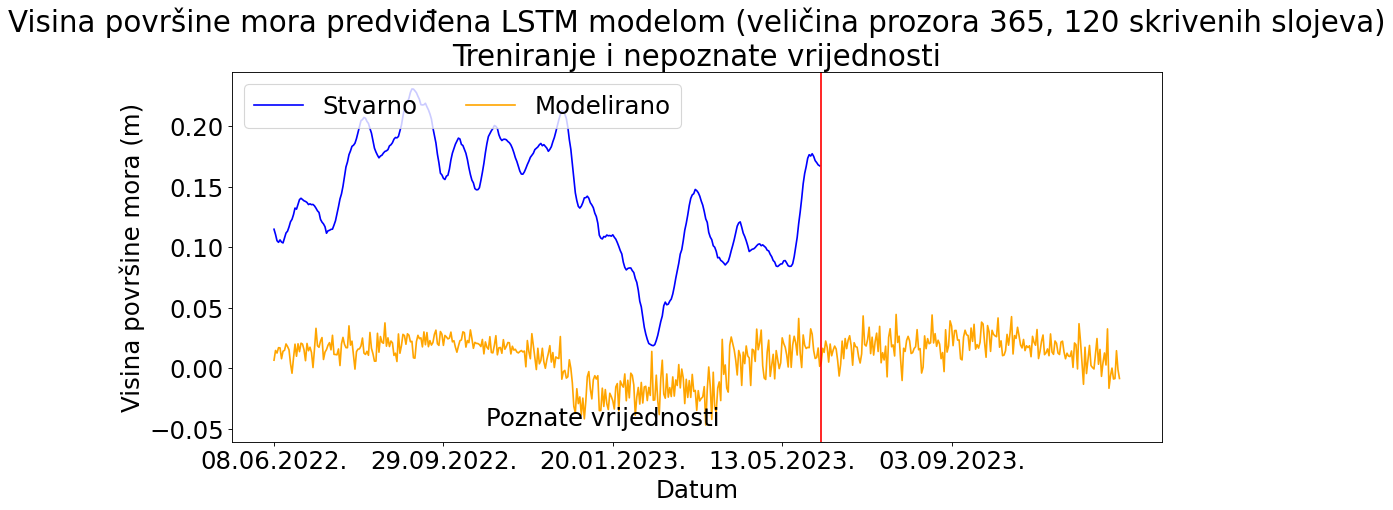 Visina površine mora predviđena LSTM modelom (veličina prozora 365, 120 skrivenih slojeva)
Treniranje i nepoznate vrijednosti
Stvarno
Modelirano
Visina površine mora (m)
0.20
0.15
0.10
0.05
0.00
−0.05
Poznate vrijednosti
08.06.2022.
29.09.2022.
20.01.2023.
13.05.2023.
03.09.2023.
Datum